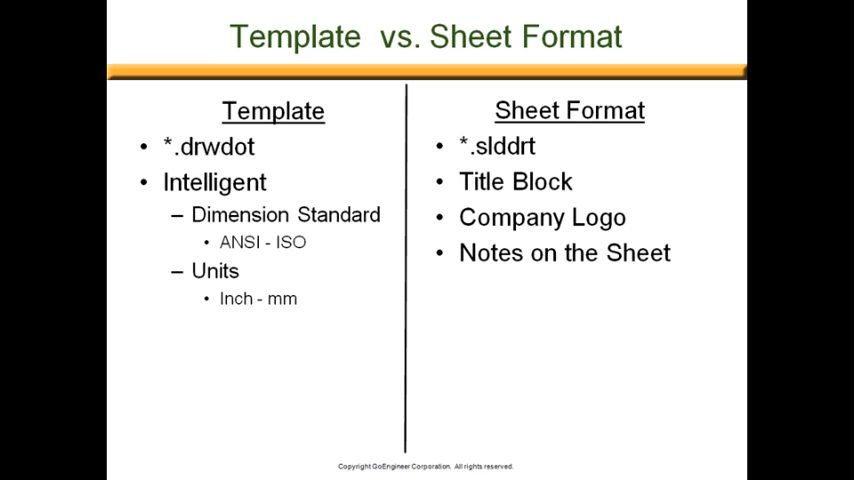 Template vs. Sheet Format
Template
• *.drwdot
• Intelligent
– Dimension Standard
• ANSI - ISO
– Units
• Inch - mm
Sheet Format
• *.slddrt
• Title Block
• Company Logo
• Notes on the Sheet
Copyright GoEngineer Corporation. All rights reserved.